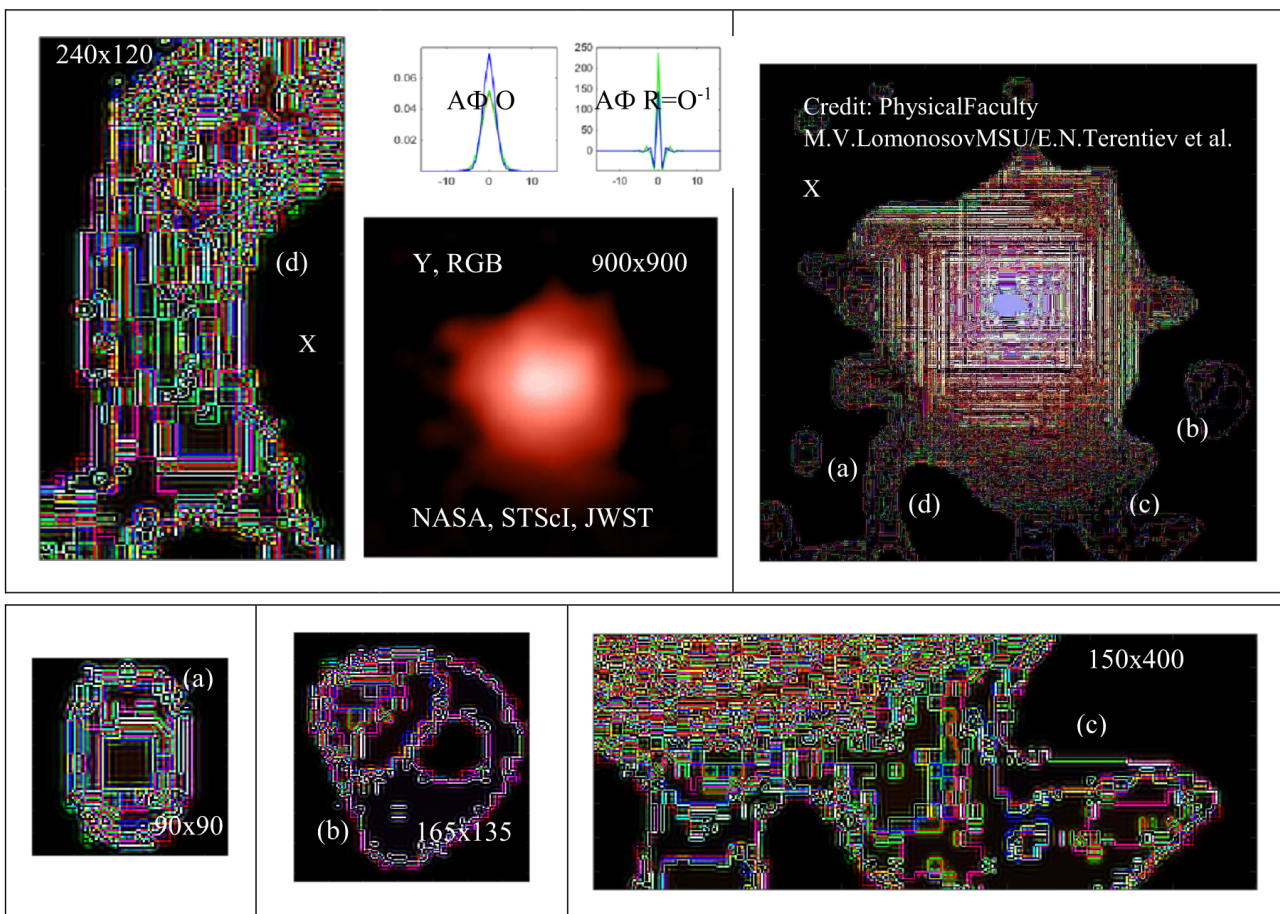 240x120
(d)
X
0.06
0.04
0.02
AΦ O
-10 0 10
250
200
150
100
50
0
AΦ R=O⁻¹
-10 0 10
Y, RGB 900x900
NASA, STScI, JWST
Credit: PhysicalFaculty
M.V.LomonosovMSU/E.N.Terentiev et al.
X
(b)
(a)
(d)
(c)
(a)
90x90
(b)
165x135
150x400
(c)